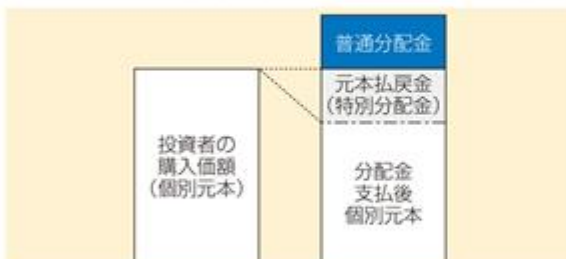 普通分配金
元本払戻金
(特別分配金)
投資者の
購入価額
(個別元本)
分配金
支払後
個別元本